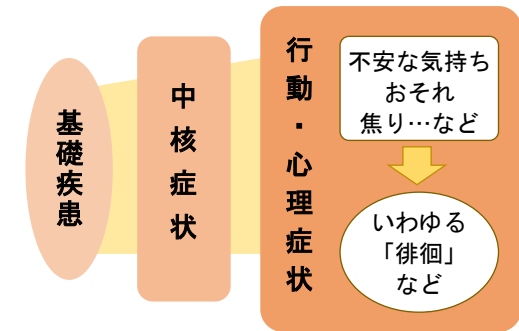 基礎疾患
中核症状
行動・心理症状
不安な気持ち
おそれ
焦り…など
いわゆる
「徘徊」
など